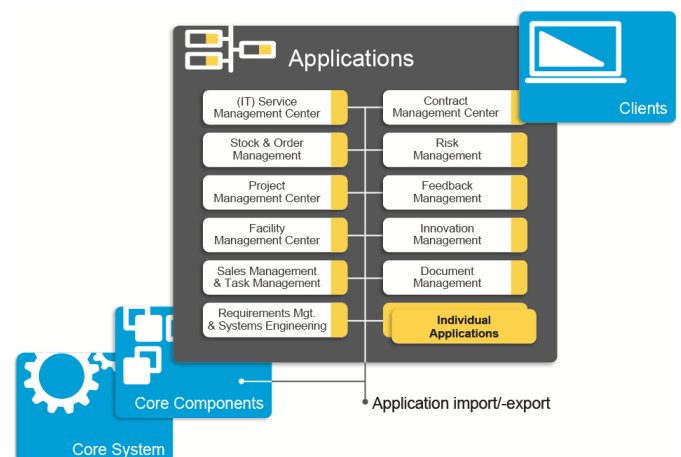 Applications
Clients
(IT) Service
Management Center
Contract
Management Center
Stock & Order
Management
Risk
Management
Project
Management Center
Feedback
Management
Facility
Management Center
Innovation
Management
Sales Management
& Task Management
Document
Management
Requirements Mgt.
& Systems Engineering
Individual
Applications
Core Components
Application import/-export
Core System